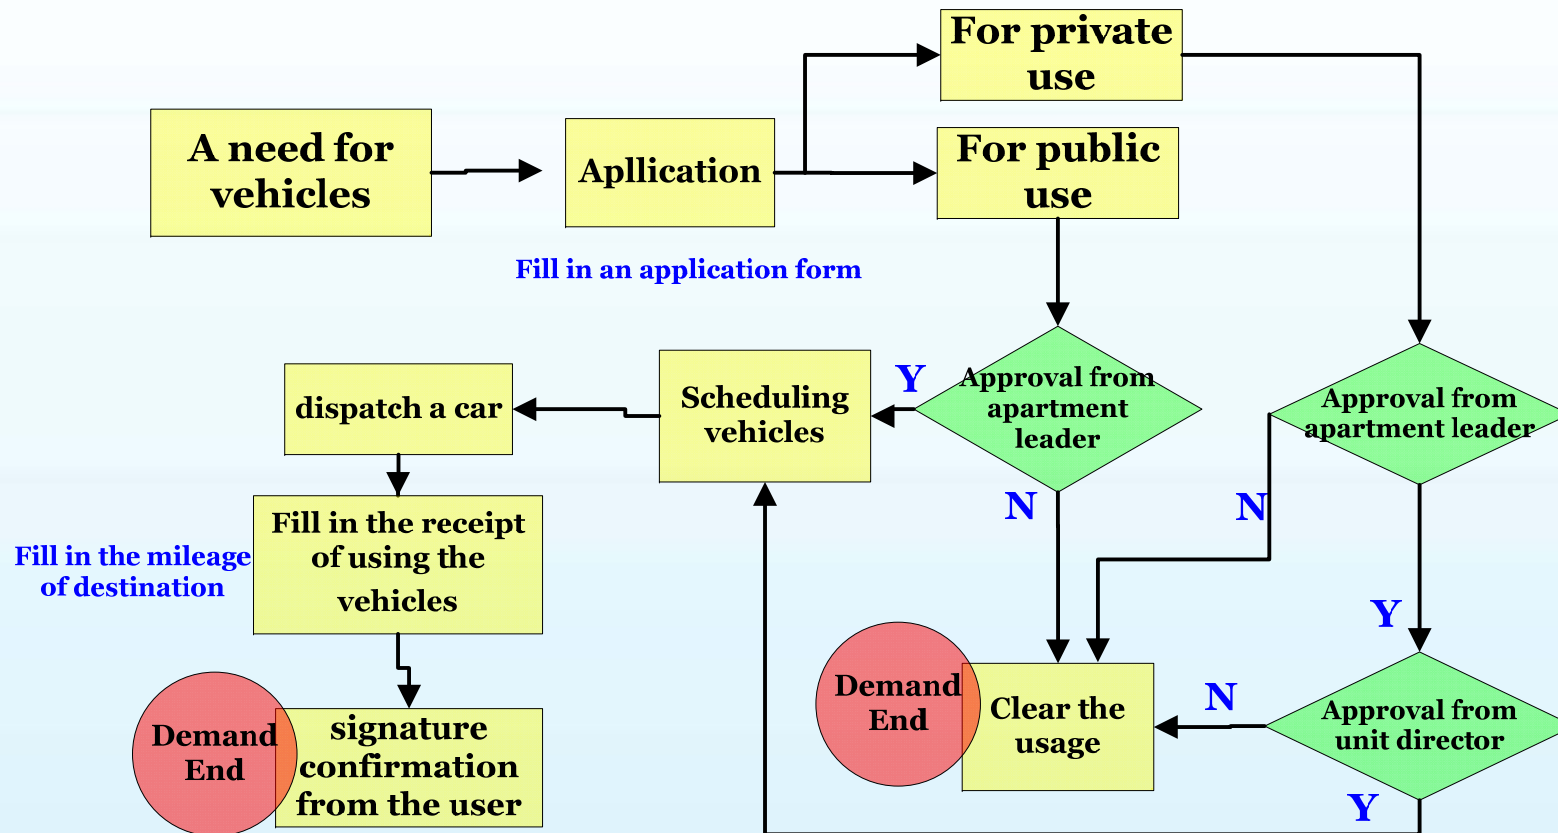 For private
use
A need for
vehicles
Apllication
For public
use
Fill in an application form
Approval from
apartment
leader
Approval from
apartment leader
Y
Scheduling
vehicles
dispatch a car
N
N
Fill in the receipt
of using the
vehicles
Fill in the mileage
of destination
Y
Demand
End
Clear the
usage
N
Approval from
unit director
Y
Demand
End
signature
confirmation
from the user